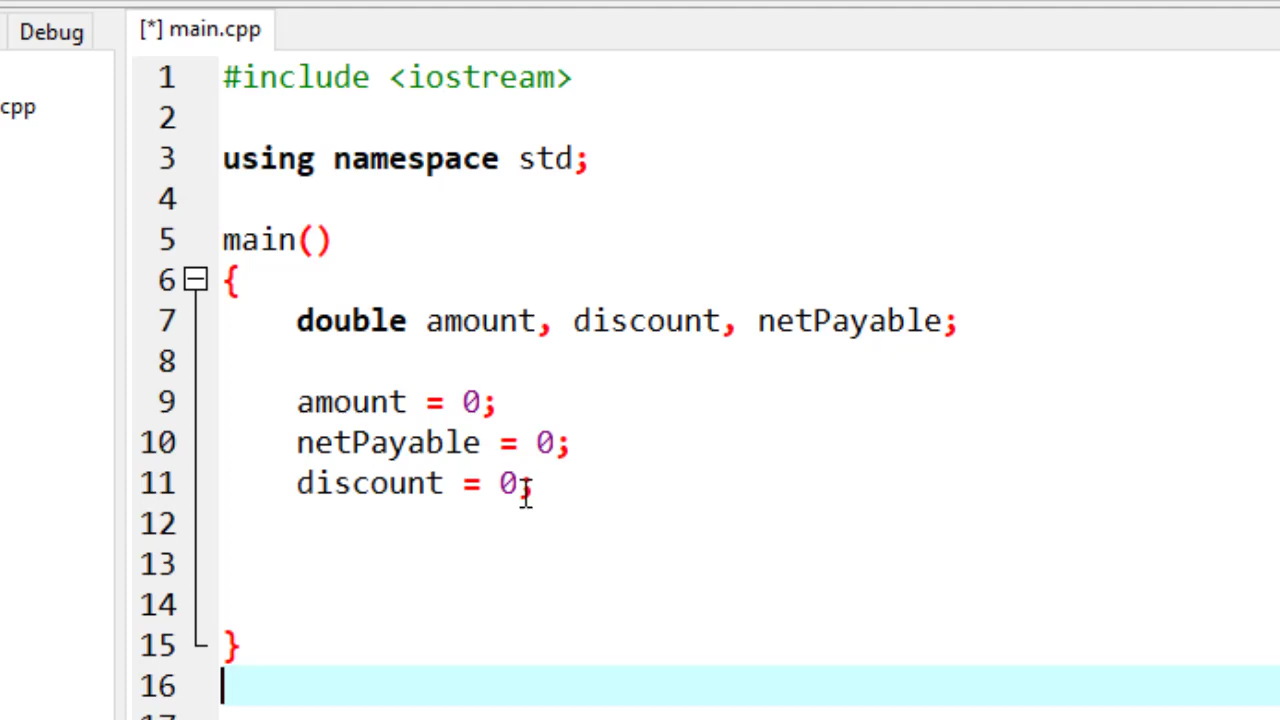 Debug
[*] main.cpp
cpp
1 #include <iostream>
2
3 using namespace std;
4
5 main()
6 {
7 double amount, discount, netPayable;
8
9 amount = 0;
10 netPayable = 0;
11 discount = 0;
12
13
14
15 }
16